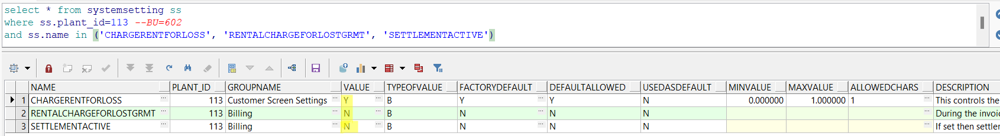 select * from systemsetting ss
where ss.plant_id=113 --BU=602
and ss.name in ('CHARGERENTFORLOSS', 'RENTALCHARGEFORLOSTGRMT', 'SETTLEMENTACTIVE')
NAME PLANT_ID GROUPNAME VALUE TYPEOFVALUE FACTORYDEFAULT DEFAULTALLOWED USEDASDEFAULT MINVALUE MAXVALUE ALLOWEDCHARS DESCRIPTION
1 CHARGERENTFORLOSS ... 113 Customer Screen Settings ... Y ... B Y ... Y N 0.000000 1.000000 1 ... This controls the
2 RENTALCHARGEFORLOSTGRMT ... 113 Billing ... N ... B N ... N N ... During the invoic
3 SETTLEMENTACTIVE ... 113 Billing ... N ... B N ... N N ... If set then settler